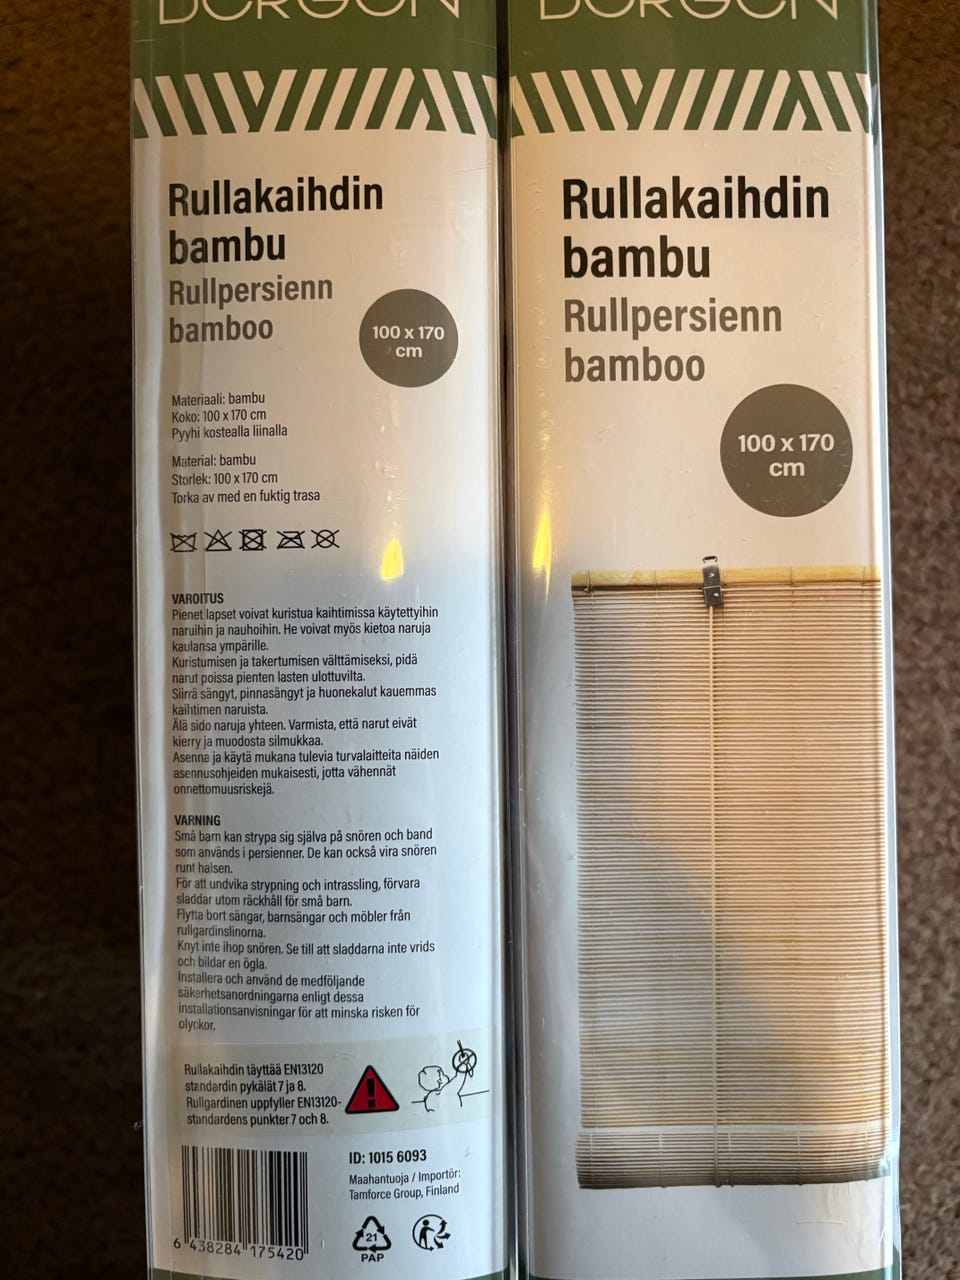 BORGON
Rullakaihdin
bambu
Rullpersienn
bamboo
100 x 170
cm
Materiaali: bambu
Koko: 100 x 170 cm
Pyyhi kostealla liinalla
Material: bambu
Storlek: 100 x 170 cm
Torka av med en fuktig trasa
VAROITUS
Pienet lapset voivat kuristua kaihtimissa käytettyihin
naruihin ja nauhoihin. He voivat myös kietoa naruja
kaulansa ympärille.
Kuristumisen ja takertumisen välttämiseksi, pidä
narut poissa pienten lasten ulottuvilta.
Siirrä sängyt, pinnasängyt ja huonekalut kauemmas
kaihtimen naruista.
Älä sido naruja yhteen. Varmista, että narut eivät
kierry ja muodosta silmukkaa.
Asenna ja käytä mukana tulevia turvalaitteita näiden
asennusohjeiden mukaisesti, jotta vähennät
onnettomuusriskejä.
VARNING
Små barn kan strypa sig själva på snören och band
som används i persienner. De kan också vira snören
runt halsen.
För att undvika strypning och intrassling, förvara
sladdar utom räckhåll för små barn.
Flytta bort sängar, barnsängar och möbler från
rullgardinslinorna.
Knyt inte ihop snören. Se till att sladdarna inte vrids
och bildar en ögla.
Installera och använd de medföljande
säkerhetsanordningarna enligt dessa
installationsanvisningar för att minska risken för
olyckor.
Rullakaihdin täyttää EN13120
standardin pykälät 7 ja 8.
Rullgardinen uppfyller EN13120-
standardens punkter 7 och 8.
ID: 1015 6093
Maahantuoja / Importör:
Tamforce Group, Finland
6 438284 175420
21
PAP
BORGON
Rullakaihdin
bambu
Rullpersienn
bamboo
100 x 170
cm